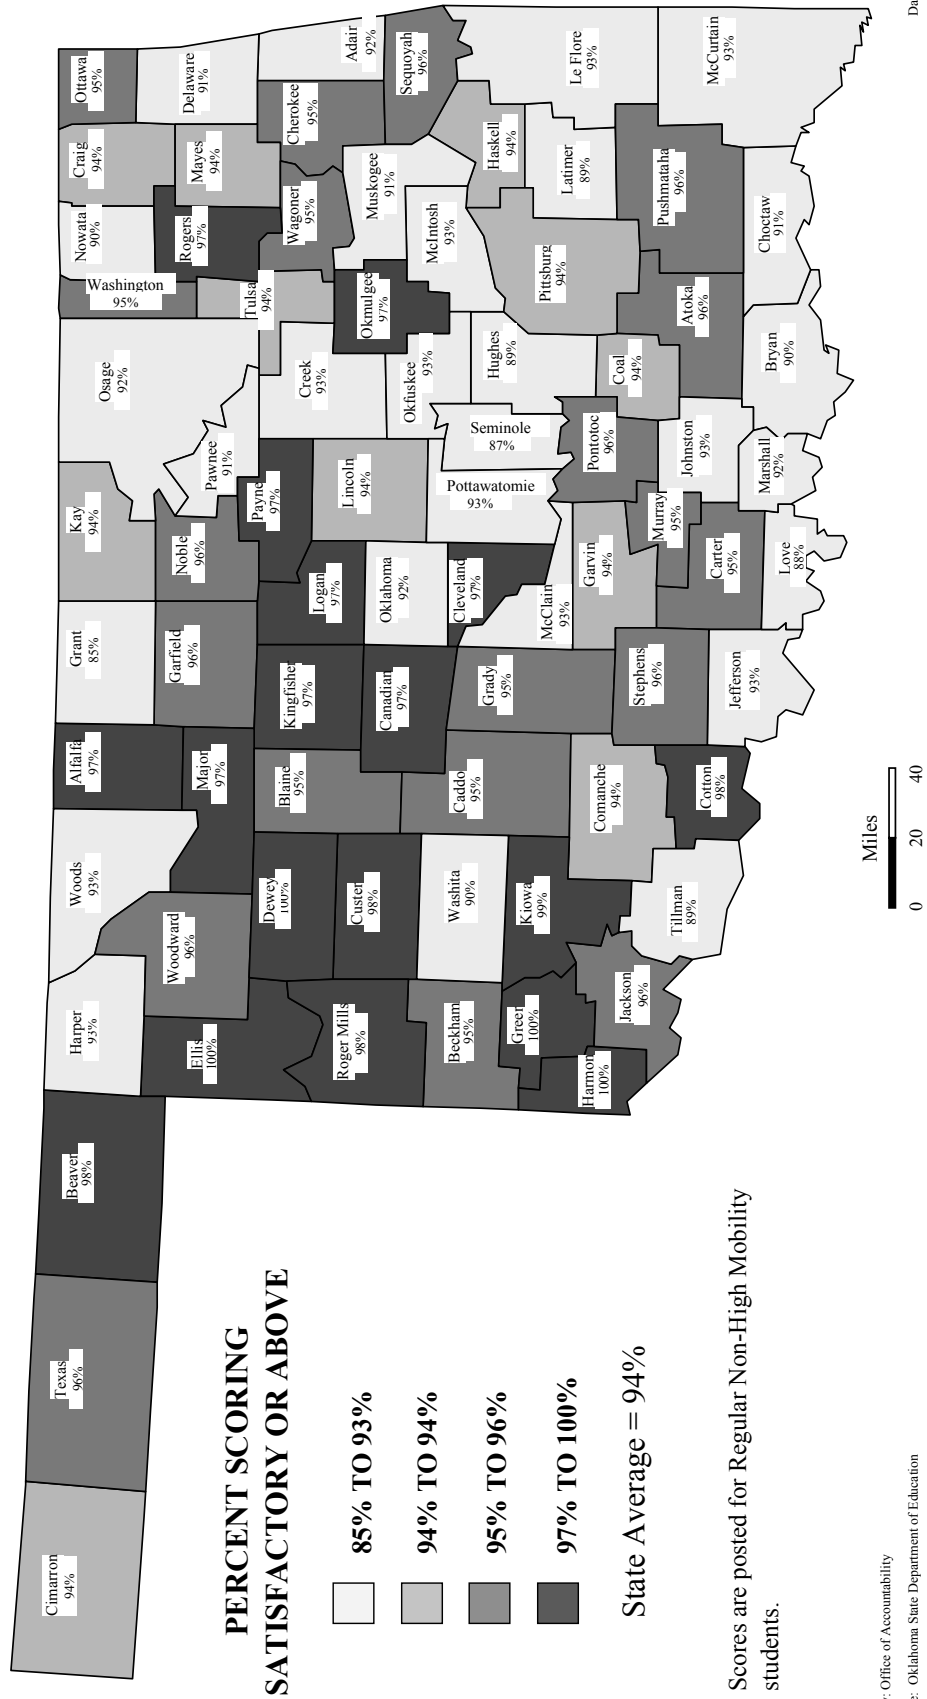 Cimarron
94%
Texas
96%
Beaver
98%
Harper
93%
Woods
93%
Alfalfa
97%
Grant
85%
Kay
94%
Osage
92%
Washington
95%
Nowata
90%
Craig
94%
Ottawa
95%
Delaware
91%
Mayes
94%
Rogers
97%
Pawnee
91%
Noble
96%
Garfield
96%
Major
97%
Woodward
96%
Ellis
100%
Dewey
100%
Blaine
95%
Kingfisher
97%
Logan
97%
Payne
97%
Creek
93%
Tulsa
94%
Wagoner
95%
Cherokee
95%
Adair
92%
Roger Mills
98%
Custer
98%
Canadian
97%
Oklahoma
92%
Lincoln
94%
Okfuskee
93%
Okmulgee
97%
Muskogee
91%
Sequoyah
96%
Beckham
95%
Washita
90%
Caddo
95%
Grady
95%
Cleveland
97%
Pottawatomie
93%
Seminole
87%
Hughes
89%
McIntosh
93%
Haskell
94%
Green
100%
Kiowa
99%
Comanche
94%
McClain
93%
Garvin
94%
Pontotoc
96%
Coal
94%
Pittsburg
94%
Latimer
89%
Le Flore
93%
Harmon
100%
Jackson
96%
Tillman
89%
Cotton
98%
Stephens
96%
Murray
95%
Johnston
93%
Atoka
96%
Pushmataha
96%
McCurtain
93%
Jefferson
93%
Carter
95%
Love
88%
Marshall
92%
Bryan
90%
Choctaw
91%
PERCENT SCORING
SATISFACTORY OR ABOVE
85% TO 93%
94% TO 94%
95% TO 96%
97% TO 100%
State Average = 94%
Scores are posted for Regular Non-High Mobility
students.
Miles
0 20 40
: Office of Accountability
e: Oklahoma State Department of Education
Da